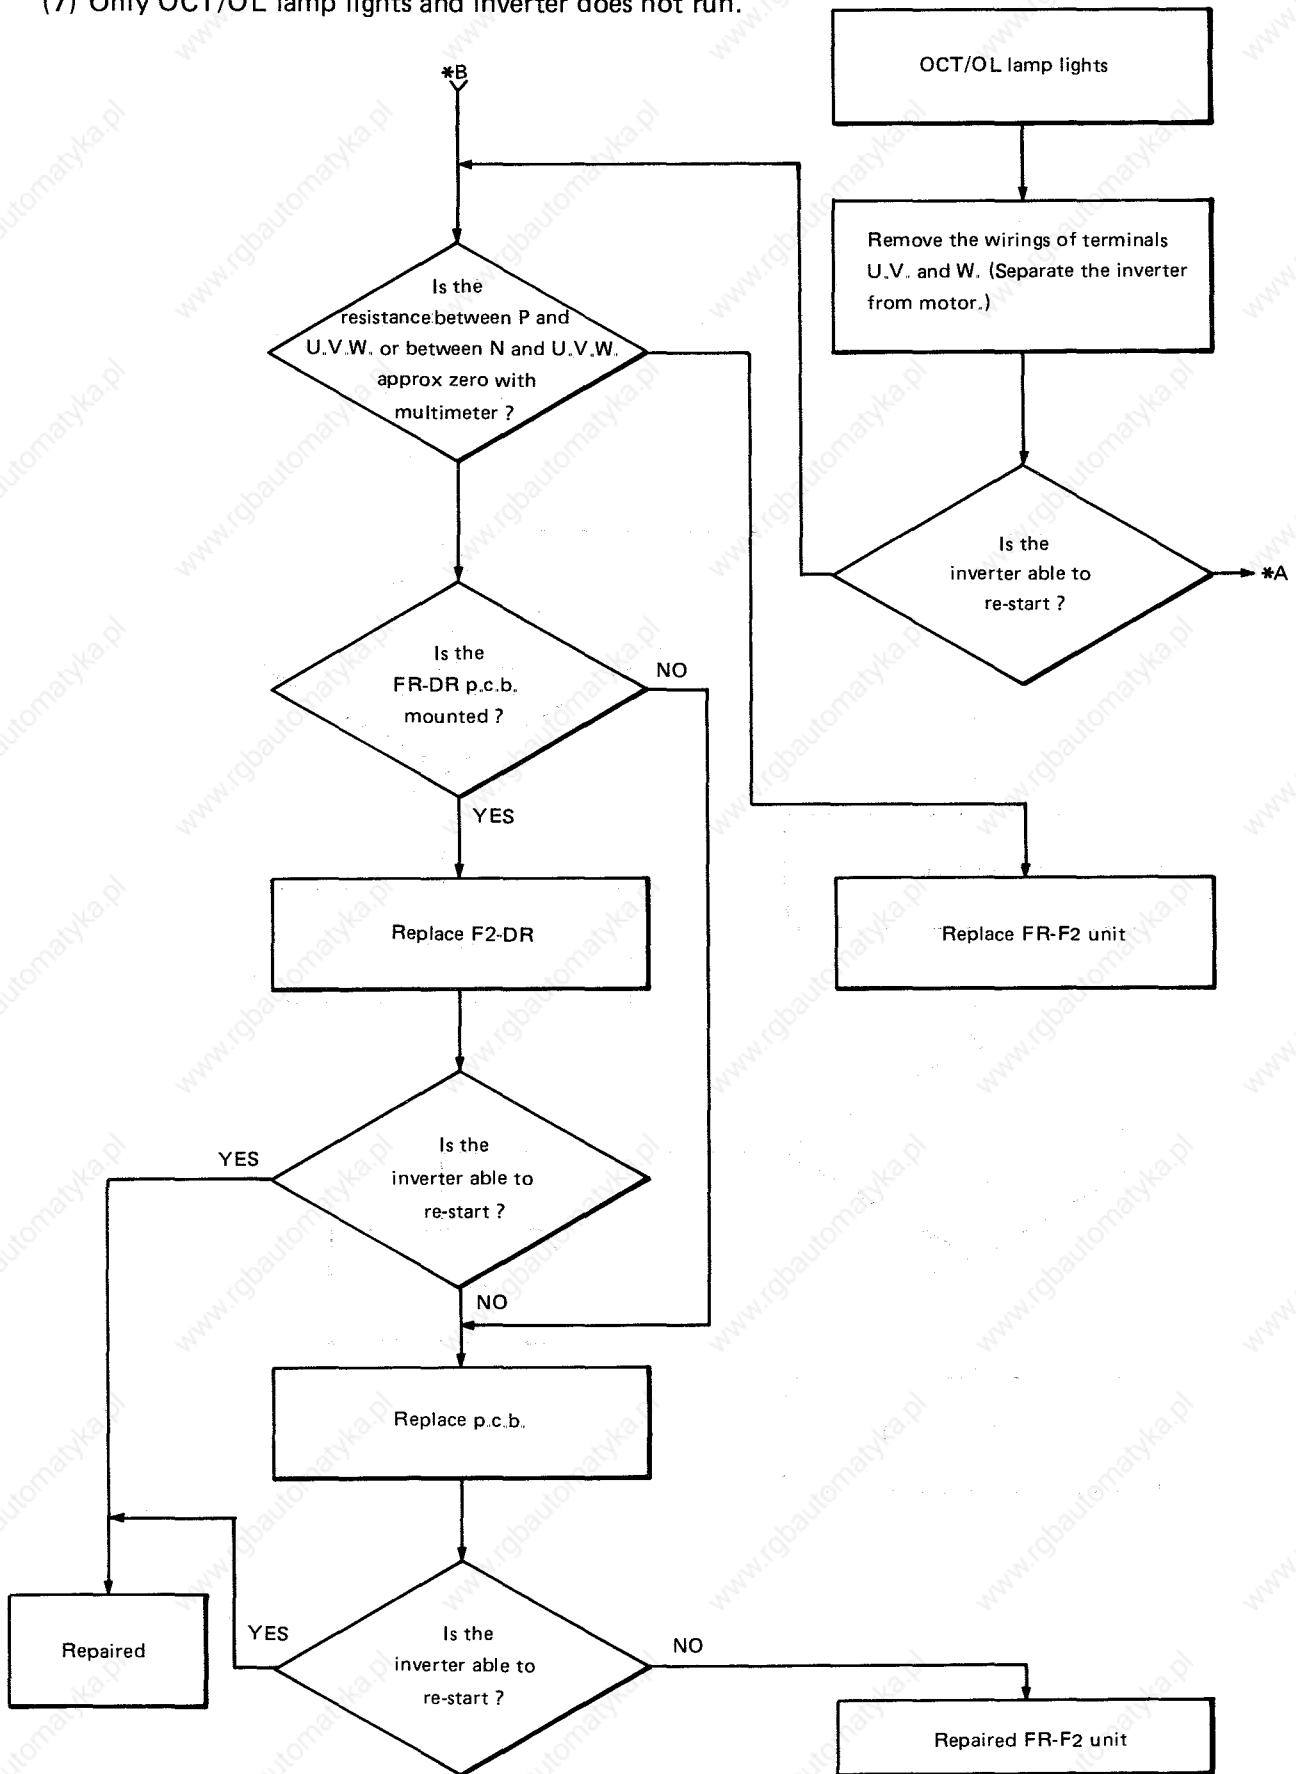 (7) Only OCT/OL lamp lights and inverter does not run.
*B
OCT/OL lamp lights
Remove the wirings of terminals
U.V. and W. (Separate the inverter
from motor.)
Is the
resistance between P and
U.V.W. or between N and U.V.W.
approx zero with
multimeter ?
Is the
inverter able to
re-start ?
*A
Is the
FR-DR p.c.b.
mounted ?
NO
YES
Replace F2-DR
Replace FR-F2 unit
Is the
inverter able to
re-start ?
YES
NO
Replace p.c.b.
Repaired
YES
Is the
inverter able to
re-start ?
NO
Repaired FR-F2 unit
www.rgbautomatyka.pl